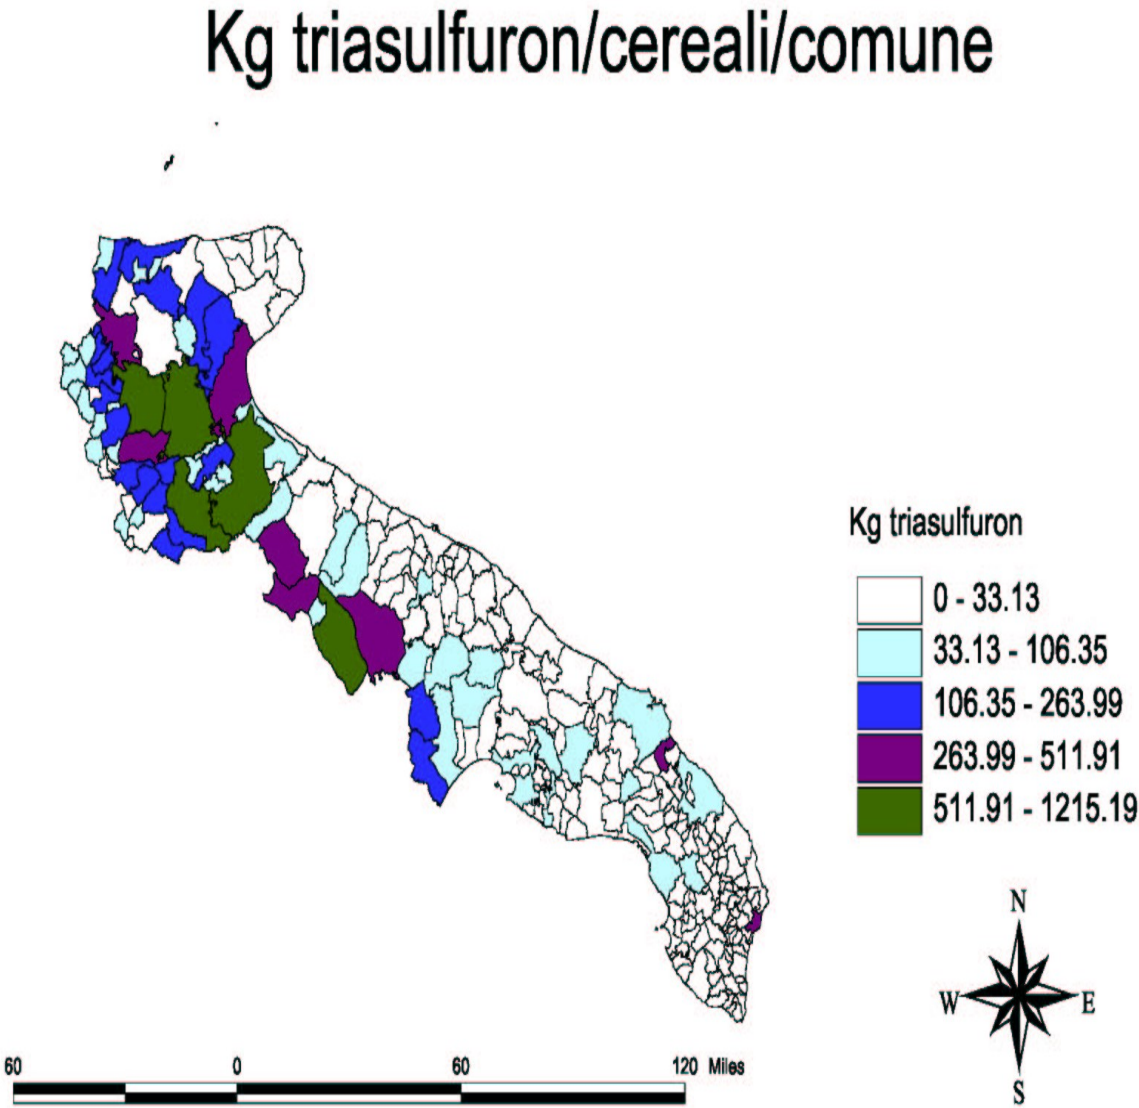 Kg triasulfuron/cereali/comune
Kg triasulfuron
0 - 33.13
33.13 - 106.35
106.35 - 263.99
263.99 - 511.91
511.91 - 1215.19
N
W E
S
60 0 60 120 Miles